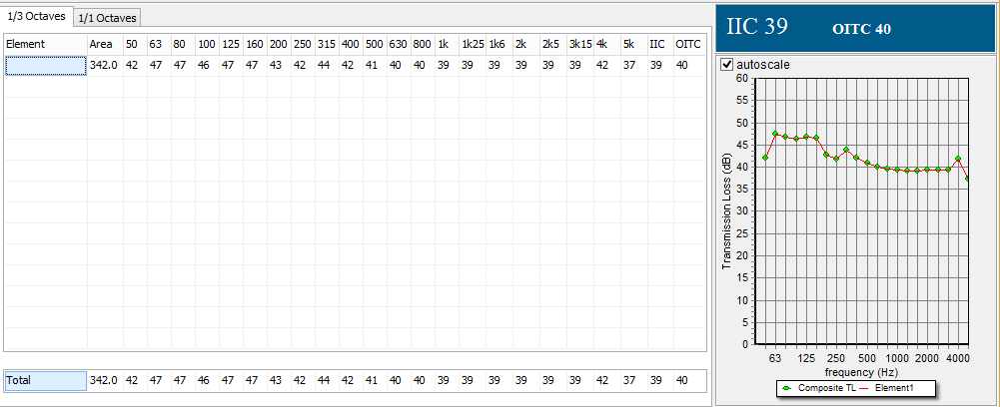 1/3 Octaves 1/1 Octaves
Element Area 50 63 80 100 125 160 200 250 315 400 500 630 800 1k 1k25 1k6 2k 2k5 3k15 4k 5k IIC OITC
342.0 42 47 47 46 47 47 43 42 44 42 41 40 40 39 39 39 39 39 39 42 37 39 40
Total 342.0 42 47 47 46 47 47 43 42 44 42 41 40 40 39 39 39 39 39 39 42 37 39 40
IIC 39 OITC 40
autoscale
60
55
50
45
40
35
30
25
20
15
10
5
0
Transmission Loss (dB)
63 125 250 500 1000 2000 4000
frequency (Hz)
Composite TL — Element1